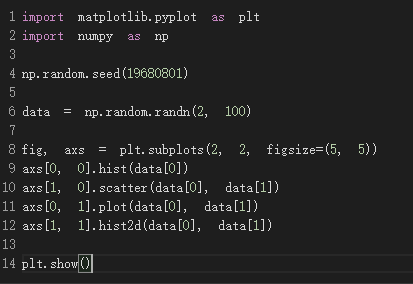 1 import matplotlib.pyplot as plt
2 import numpy as np
3
4 np.random.seed(19680801)
5
6 data = np.random.randn(2, 100)
7
8 fig, axs = plt.subplots(2, 2, figsize=(5, 5))
9 axs[0, 0].hist(data[0])
10 axs[1, 0].scatter(data[0], data[1])
11 axs[0, 1].plot(data[0], data[1])
12 axs[1, 1].hist2d(data[0], data[1])
13
14 plt.show()